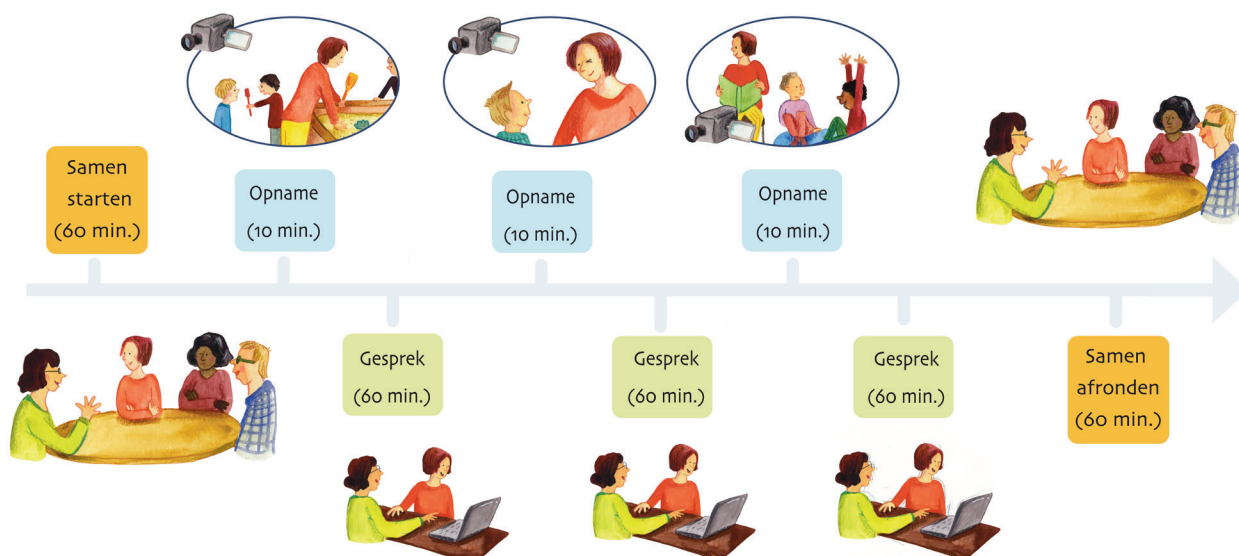 Samen
starten
(60 min.)
Opname
(10 min.)
Gesprek
(60 min.)
Opname
(10 min.)
Gesprek
(60 min.)
Opname
(10 min.)
Gesprek
(60 min.)
Samen
afronden
(60 min.)